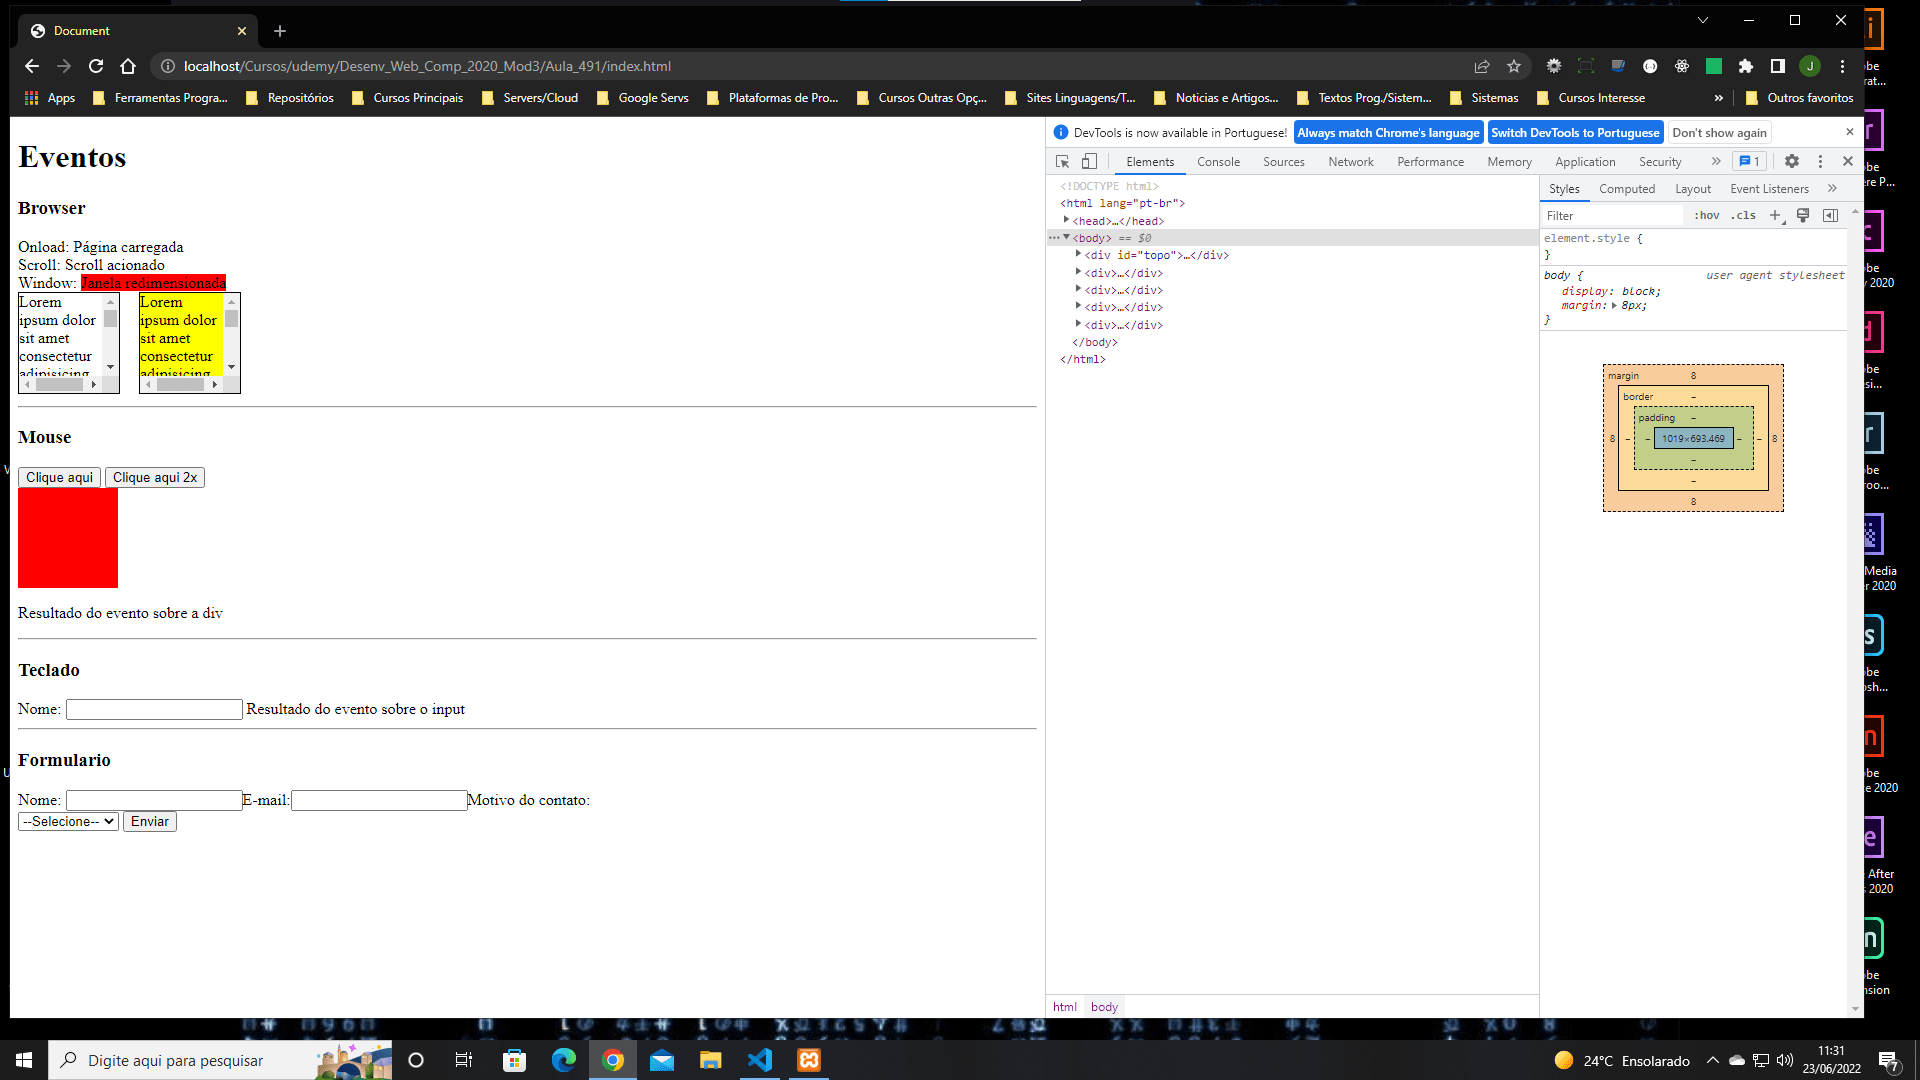 Document
localhost/Cursos/udemy/Desenv_Web_Comp_2020_Mod3/Aula_491/index.html
J
Apps
Ferramentas Progra...
Repositórios
Cursos Principais
Servers/Cloud
Google Servs
Plataformas de Pro...
Cursos Outras Opç...
Sites Linguagens/T...
Noticias e Artigos...
Textos Prog./Sistem...
Sistemas
Cursos Interesse
»
Outros favoritos
Eventos
Browser
Onload: Página carregada
Scroll: Scroll acionado
Window: Janela redimensionada
Lorem
ipsum dolor
sit amet
consectetur
adipisicing
Lorem
ipsum dolor
sit amet
consectetur
adipisicing
Mouse
Clique aqui
Clique aqui 2x
Resultado do evento sobre a div
Teclado
Nome:
Resultado do evento sobre o input
Formulario
Nome:
E-mail:
Motivo do contato:
--Selecione--
Enviar
DevTools is now available in Portuguese!
Always match Chrome's language
Switch DevTools to Portuguese
Don't show again
Elements
Console
Sources
Network
Performance
Memory
Application
Security
»
1
<!DOCTYPE html>
<html lang="pt-br">
<head>…</head>
<body> == $0
<div id="topo">…</div>
<div>…</div>
<div>…</div>
<div>…</div>
<div>…</div>
</body>
</html>
html
body
Styles
Computed
Layout
Event Listeners
»
Filter
:hov
.cls
element.style {
}
body {
user agent stylesheet
display: block;
margin: 8px;
}
margin
8
border
–
padding
–
8
–
–
1019×693.469
–
–
8
–
–
8
Digite aqui para pesquisar
24°C Ensolarado
11:31
23/06/2022
7